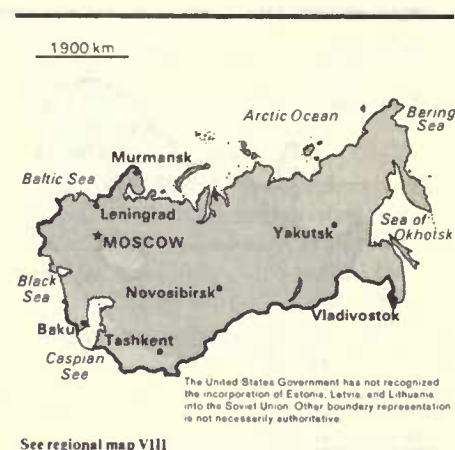 1900 km
Arctic Ocean
Bering
Sea
Murmansk
Baltic Sea
Leningrad
MOSCOW
Yakutsk
Sea of
Okhotsk
Black
Sea
Novosibirsk
Vladivostok
Baku
Tashkent
Caspian
See
The United States Government has not recognized
the incorporation of Estonia, Latvia, and Lithuania
into the Soviet Union. Other boundary representation
is not necessarily authoritative.
See regional map VIII